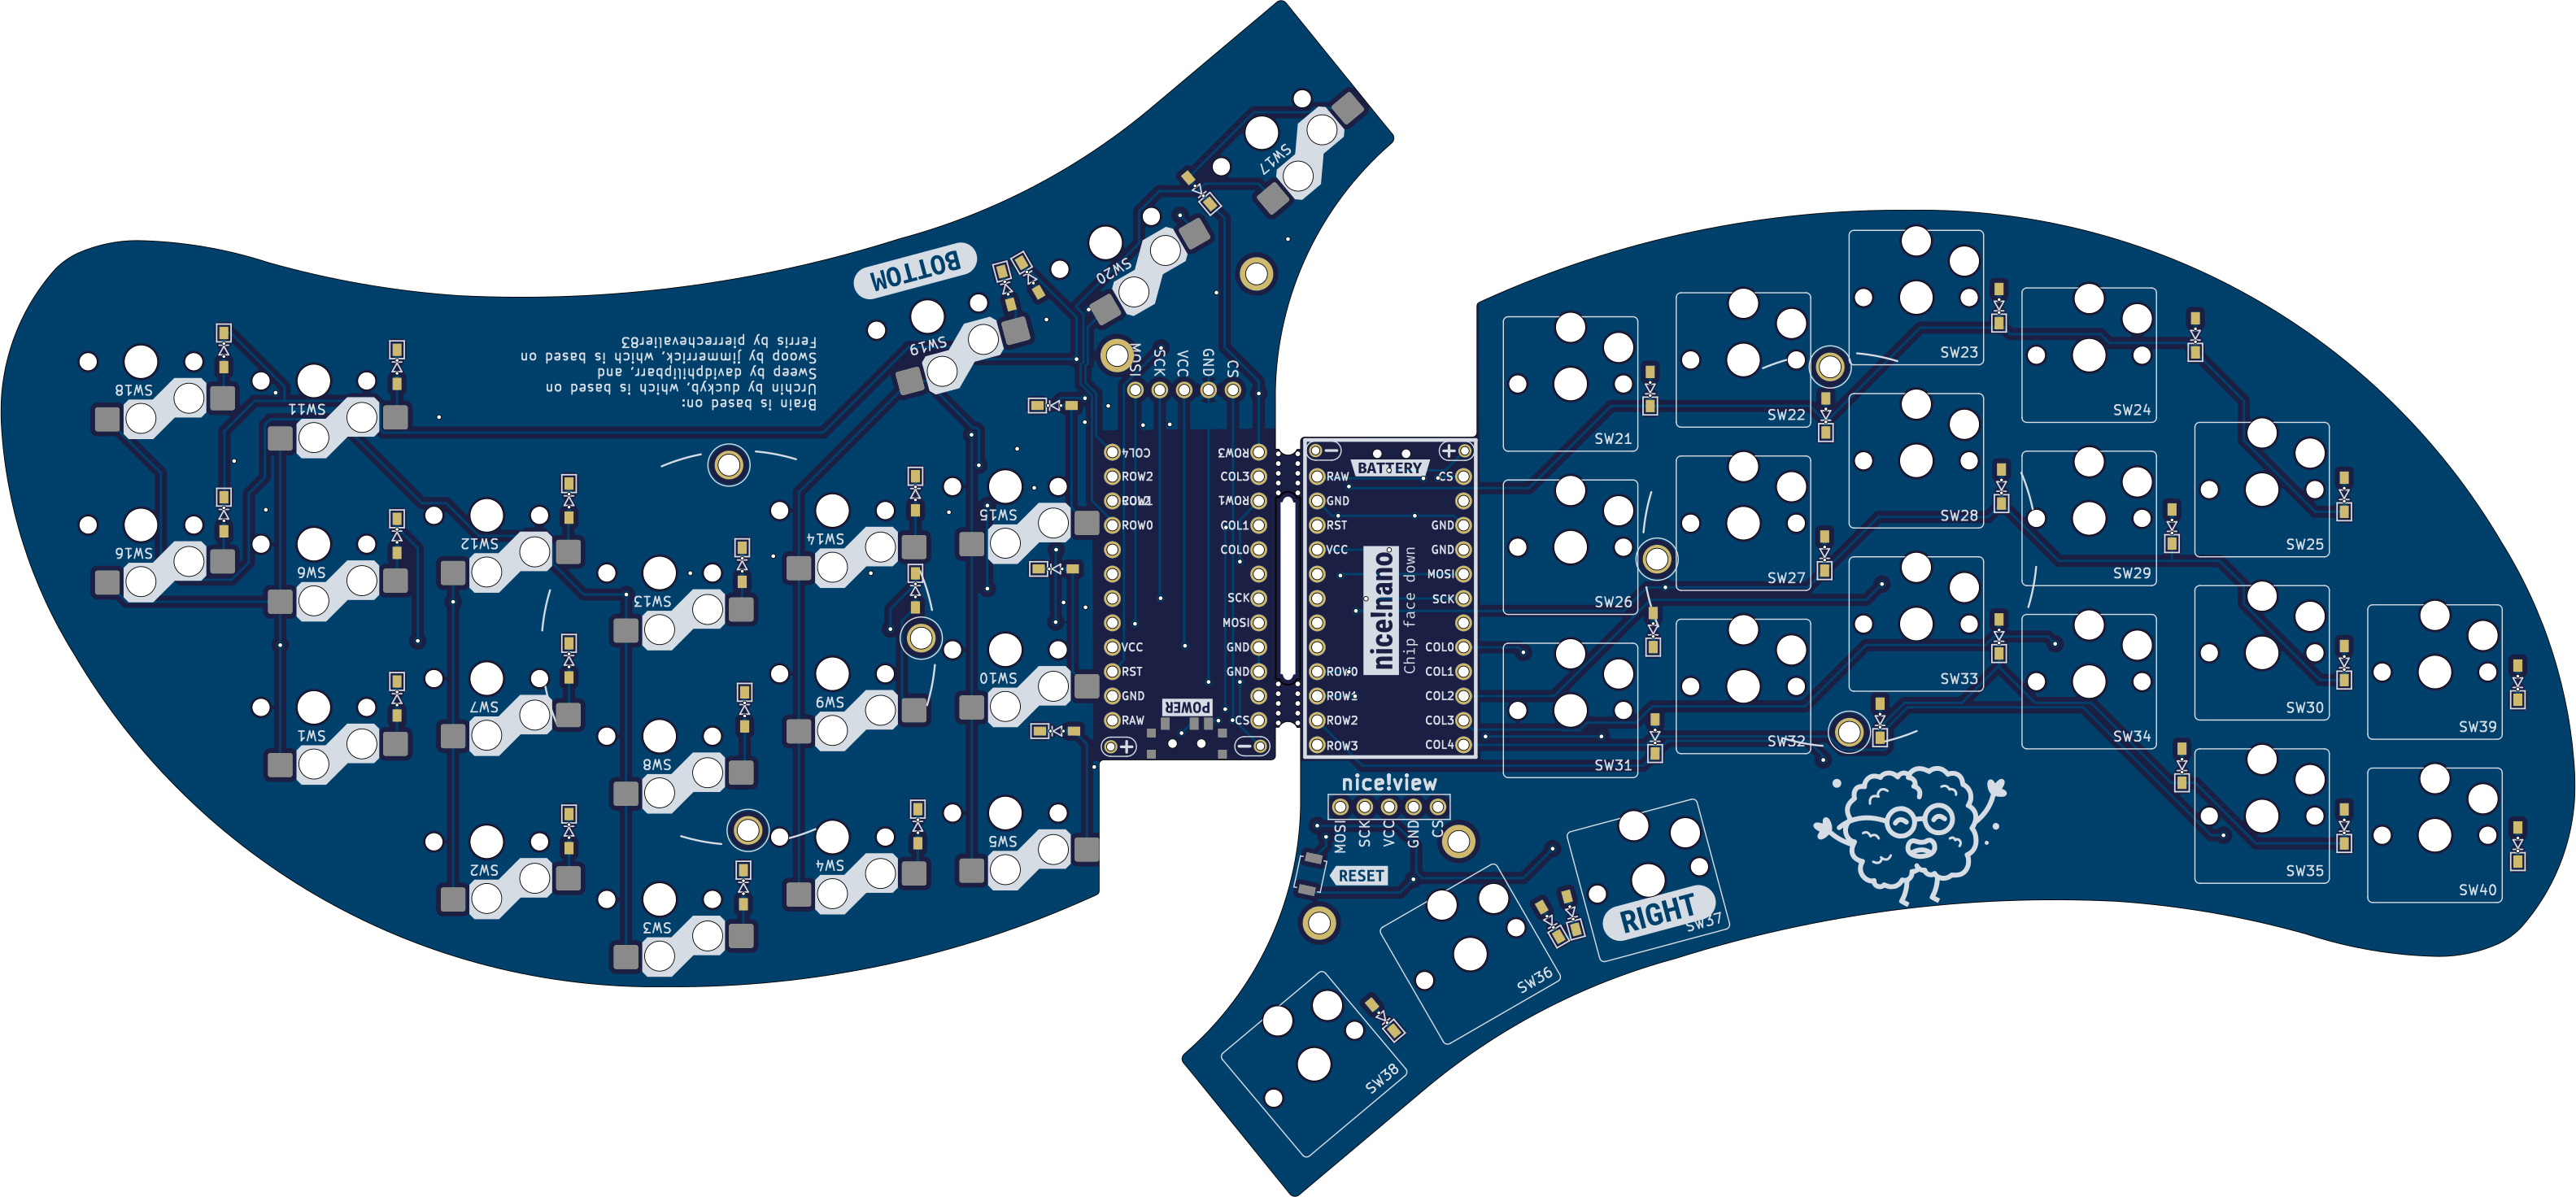 SW17
SW20
SW19
BOTTOM
Brain is based on:
Urchin by duckyb, which is based on
Sweep by davidphilipbarr, and
Swoop by jimmerrick, which is based on
Ferris by pierrechevalier83
SW18
SW11
SW16
SW6
SW12
SW13
SW14
SW15
SW1
SW7
SW8
SW9
SW10
SW2
SW3
SW4
SW5
MOSI
SCK
VCC
GND
CS
COL4
ROW3
ROW2
COL3
ROW1
ROW0
COL1
COL0
SCK
MOSI
VCC
GND
RST
GND
GND
RAW
CS
POWER
+
−
−
+
BATTERY
RAW
CS
GND
RST
GND
VCC
GND
MOSI
SCK
COL0
ROW0
COL1
ROW1
COL2
ROW2
COL3
ROW3
COL4
nice!nano
Chip face down
nice!view
MOSI
SCK
VCC
GND
CS
RESET
SW21
SW22
SW23
SW24
SW25
SW26
SW27
SW28
SW29
SW30
SW31
SW32
SW33
SW34
SW35
SW39
SW40
RIGHT
SW37
SW36
SW38